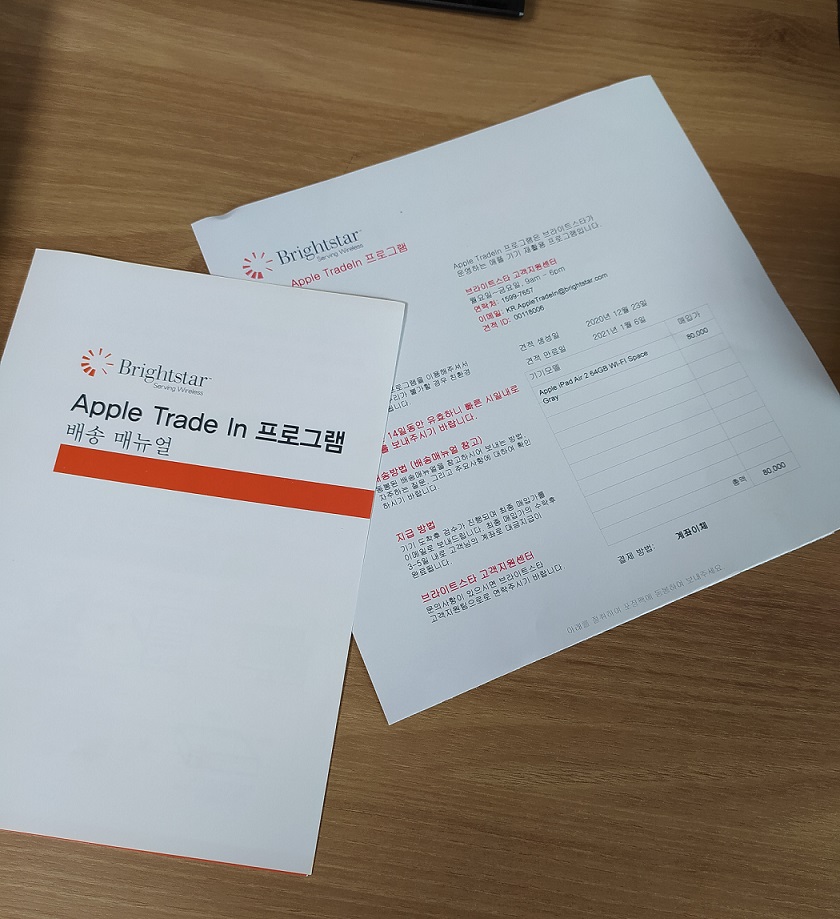 Brightstar™
Serving Wireless
Apple Trade In 프로그램
배송 매뉴얼
Brightstar™
Serving Wireless
Apple TradeIn 프로그램
Apple TradeIn 프로그램은 브라이트스타가
운영하는 애플 기기 재활용 프로그램입니다.
브라이트스타 고객지원센터
월요일~금요일, 9am – 6pm
연락처: 1599-7657
이메일: KR.AppleTradeIn@brightstar.com
견적 ID: 00118006
견적 생성일 2020년 12월 23일
견적 만료일 2021년 1월 6일
기기모델 매입가
Apple iPad Air 2 64GB Wi-Fi Space
Gray
80,000
총액 80,000
결제 방법: 계좌이체
프로그램을 이용해주셔서
리가 불가할 경우 친환경
됩니다
14일동안 유효하니 빠른 시일내로
를 보내주시기 바랍니다.
배송방법 (배송매뉴얼 참고)
동봉된 배송매뉴얼을 참고하시어 보내는 방법,
자주하는 질문, 그리고 주요사항에 대하여 확인
하시기 바랍니다
지급 방법
기기 도착후 검수가 진행되며 최종 매입가를
이메일로 보내드립니다. 최종 매입가의 수락후
3-5일 내로 고객님의 계좌로 대금지급이
완료됩니다.
브라이트스타 고객지원센터
문의사항이 있으시면 브라이트스타
고객지원팀으로 연락주시기 바랍니다.